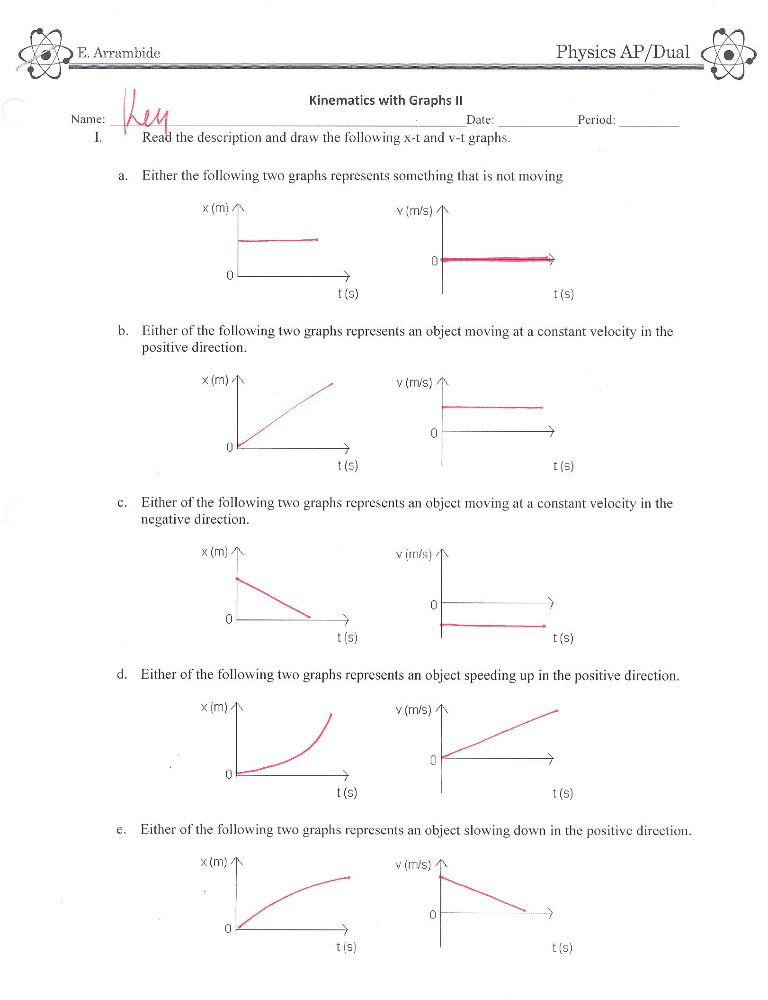 E. Arrambide
Physics AP/Dual
Kinematics with Graphs II
Name: Key Date: Period:
I. Read the description and draw the following x-t and v-t graphs.
a. Either the following two graphs represents something that is not moving
x (m)
v (m/s)
0
0
t (s)
t (s)
b. Either of the following two graphs represents an object moving at a constant velocity in the
positive direction.
x (m)
v (m/s)
0
0
t (s)
t (s)
c. Either of the following two graphs represents an object moving at a constant velocity in the
negative direction.
x (m)
v (m/s)
0
0
t (s)
t (s)
d. Either of the following two graphs represents an object speeding up in the positive direction.
x (m)
v (m/s)
0
0
t (s)
t (s)
e. Either of the following two graphs represents an object slowing down in the positive direction.
x (m)
v (m/s)
0
0
t (s)
t (s)